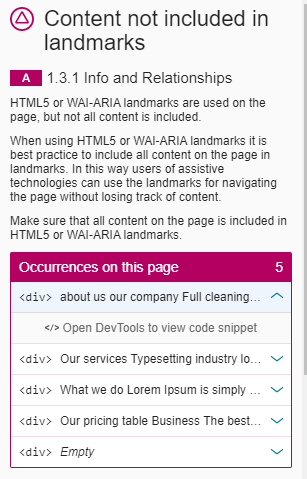 Content not included in
landmarks
A 1.3.1 Info and Relationships
HTML5 or WAI-ARIA landmarks are used on the
page, but not all content is included.
When using HTML5 or WAI-ARIA landmarks it is
best practice to include all content on the page in
landmarks. In this way users of assistive
technologies can use the landmarks for navigating
the page without losing track of content.
Make sure that all content on the page is included in
HTML5 or WAI-ARIA landmarks.
Occurrences on this page 5
<div> about us our company Full cleaning...
</> Open DevTools to view code snippet
<div> Our services Typesetting industry lo...
<div> What we do Lorem Ipsum is simply ...
<div> Our pricing table Business The best...
<div> Empty